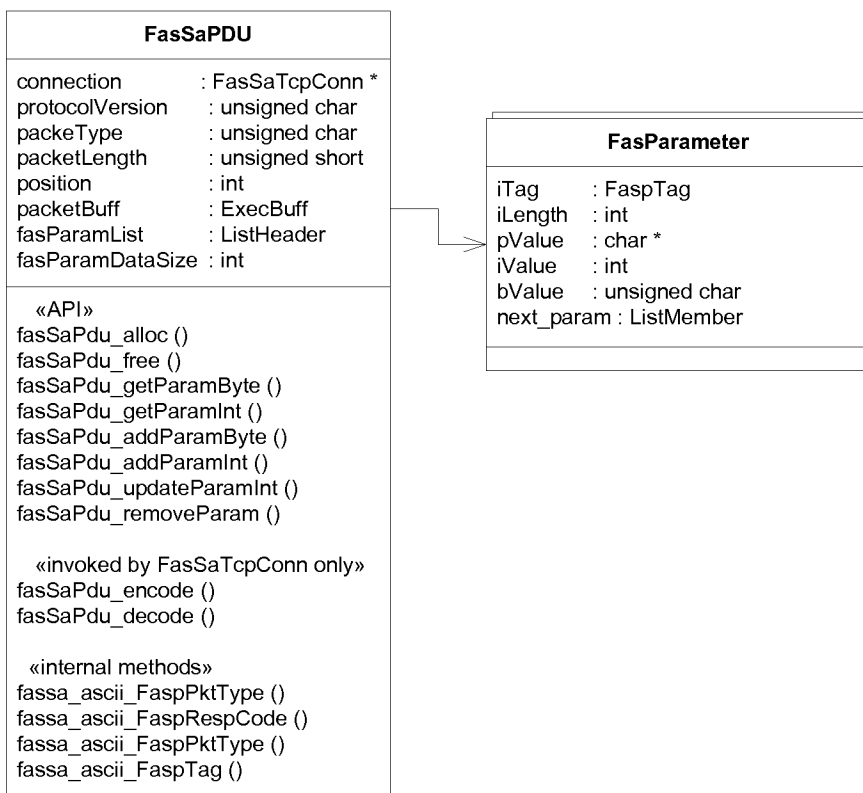 FasSaPDU
connection : FasSaTcpConn *
protocolVersion : unsigned char
packeType : unsigned char
packetLength : unsigned short
position : int
packetBuff : ExecBuff
fasParamList : ListHeader
fasParamDataSize : int
«API»
fasSaPdu_alloc ()
fasSaPdu_free ()
fasSaPdu_getParamByte ()
fasSaPdu_getParamInt ()
fasSaPdu_addParamByte ()
fasSaPdu_addParamInt ()
fasSaPdu_updateParamInt ()
fasSaPdu_removeParam ()
«invoked by FasSaTcpConn only»
fasSaPdu_encode ()
fasSaPdu_decode ()
«internal methods»
fassa_ascii_FaspPktType ()
fassa_ascii_FaspRespCode ()
fassa_ascii_FaspPktType ()
fassa_ascii_FaspTag ()
FasParameter
iTag : FaspTag
iLength : int
pValue : char *
iValue : int
bValue : unsigned char
next_param : ListMember